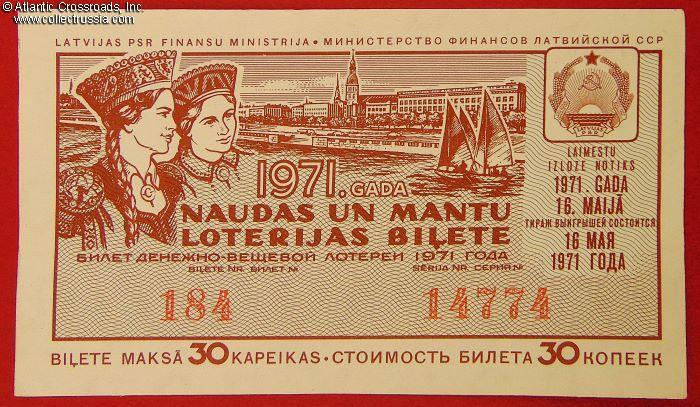 © Atlantic Crossroads, Inc.
www.collectrussia.com
LATVIJAS PSR FINANSU MINISTRIJA • МИНИСТЕРСТВО ФИНАНСОВ ЛАТВИЙСКОЙ ССР
LATVIJAS
PSR
LAIMESTU
IZLOZE NOTIKS
1971. GADA
16. MAIJĀ
ТИРАЖ ВЫИГРЫШЕЙ СОСТОИТСЯ
16 МАЯ
1971 ГОДА
1971. GADA
NAUDAS UN MANTU
LOTERIJAS BIĻETE
БИЛЕТ ДЕНЕЖНО-ВЕЩЕВОЙ ЛОТЕРЕИ 1971 ГОДА
BIĻETE NR. БИЛЕТ № SERIJA NR. СЕРИЯ №
184 14774
BIĻETE MAKSĀ 30 KAPEIKAS • СТОИМОСТЬ БИЛЕТА 30 КОПЕЕК